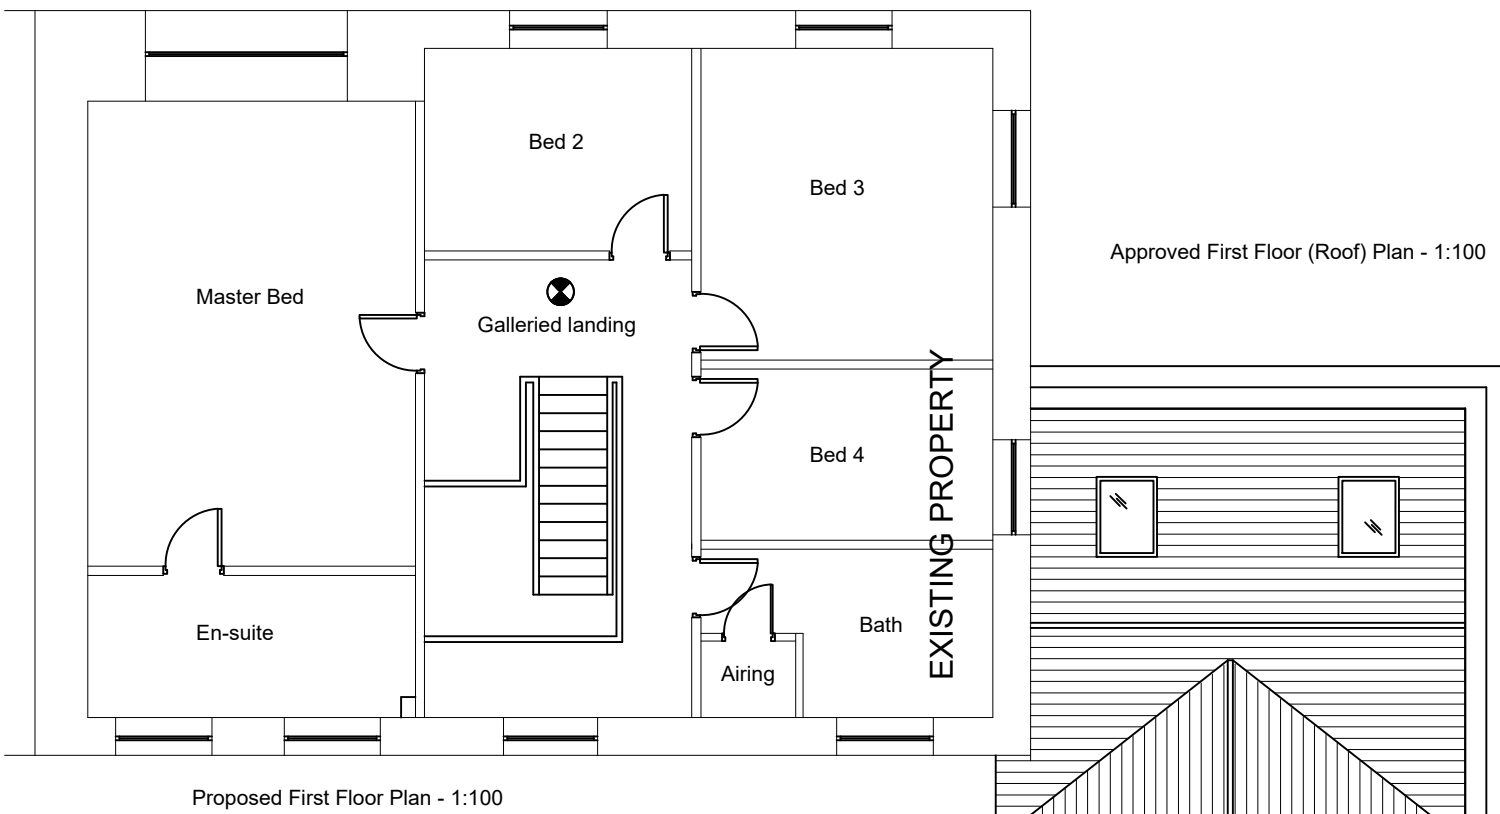 Bed 2
Bed 3
Approved First Floor (Roof) Plan - 1:100
Master Bed
Galleried landing
Bed 4
EXISTING PROPERTY
En-suite
Bath
Airing
Proposed First Floor Plan - 1:100